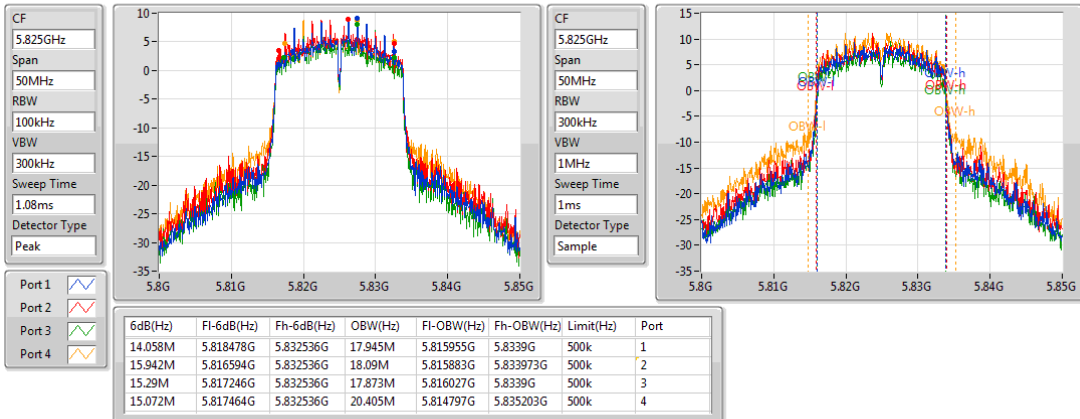 CF
5.825GHz
Span
50MHz
RBW
100kHz
VBW
300kHz
Sweep Time
1.08ms
Detector Type
Peak
10
5
0
-5
-10
-15
-20
-25
-30
-35
5.8G 5.81G 5.82G 5.83G 5.84G 5.85G
CF
5.825GHz
Span
50MHz
RBW
300kHz
VBW
1MHz
Sweep Time
1ms
Detector Type
Sample
15
10
5
0
-5
-10
-15
-20
-25
-30
-35
OBW-l
OBW-h
OBW-h
OBW-h
OBW-l
OBW-h
5.8G 5.81G 5.82G 5.83G 5.84G 5.85G
Port 1
Port 2
Port 3
Port 4
6dB(Hz) Fl-6dB(Hz) Fh-6dB(Hz) OBW(Hz) Fl-OBW(Hz) Fh-OBW(Hz) Limit(Hz) Port
14.058M 5.818478G 5.832536G 17.945M 5.815955G 5.8339G 500k 1
15.942M 5.816594G 5.832536G 18.09M 5.815883G 5.833973G 500k 2
15.29M 5.817246G 5.832536G 17.873M 5.816027G 5.8339G 500k 3
15.072M 5.817464G 5.832536G 20.405M 5.814797G 5.835203G 500k 4